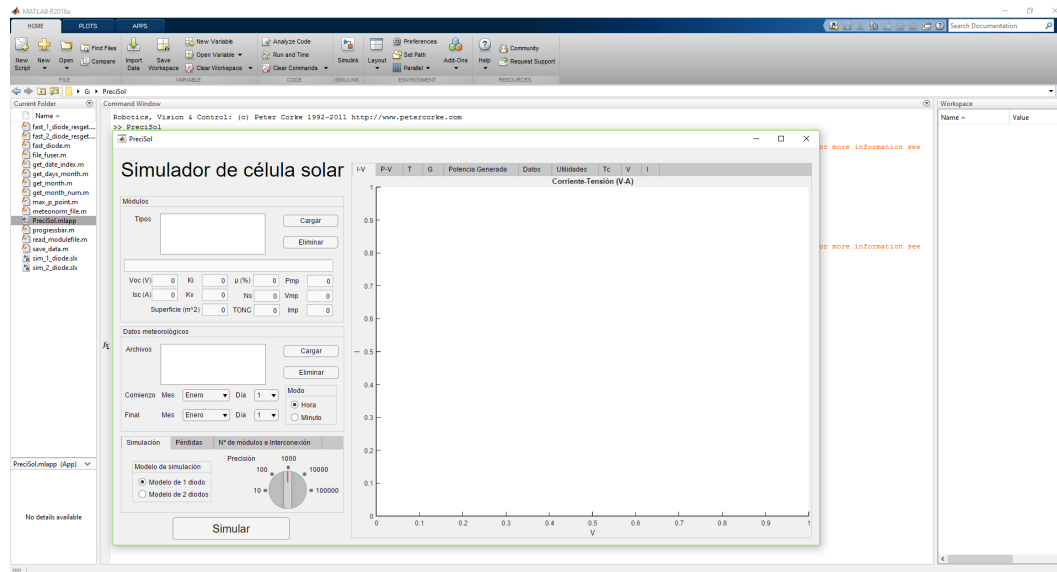 MATLAB R2016a
HOME PLOTS APPS
Search Documentation
New Script
New
Open
Find Files
Compare
Import Data
Save Workspace
New Variable
Open Variable
Clear Workspace
Analyze Code
Run and Time
Clear Commands
Simulink
Layout
Preferences
Set Path
Parallel
Add-Ons
Help
Community
Request Support
FILE VARIABLE CODE SIMULINK ENVIRONMENT RESOURCES
G: PreciSol
Current Folder
Name
fast_1_diode_resget...
fast_2_diode_resget...
fast_diode.m
file_fuser.m
get_date_index.m
get_days_month.m
get_month.m
get_month_num.m
max_p_point.m
meteonorm_file.m
PreciSol.mlapp
progressbar.m
read_modulefile.m
save_data.m
sim_1_diode.slx
sim_2_diode.slx
PreciSol.mlapp (App)
No details available
Command Window
Robotics, Vision & Control: (c) Peter Corke 1992-2011 http://www.petercorke.com
>> PreciSol
or more information see
or more information see
fx
Workspace
Name Value
PreciSol
Simulador de célula solar
Módulos
Tipos
Cargar
Eliminar
Voc (V) 0 Ki 0 μ (%) 0 Pmp 0
Isc (A) 0 Kv 0 Ns 0 Vmp 0
Superficie (m^2) 0 TONC 0 Imp 0
Datos meteorológicos
Archivos
Cargar
Eliminar
Comienzo Mes Enero Día 1
Final Mes Enero Día 1
Modo
Hora
Minuto
Simulación Pérdidas Nº de módulos e Interconexión
Modelo de simulación
Modelo de 1 diodo
Modelo de 2 diodos
Precisión
10 100 1000 10000 100000
Simular
I-V P-V T G Potencia Generada Datos Utilidades Tc V I
Corriente-Tensión (V-A)
1
0.9
0.8
0.7
0.6
0.5
0.4
0.3
0.2
0.1
0
I
0 0.1 0.2 0.3 0.4 0.5 0.6 0.7 0.8 0.9 1
V